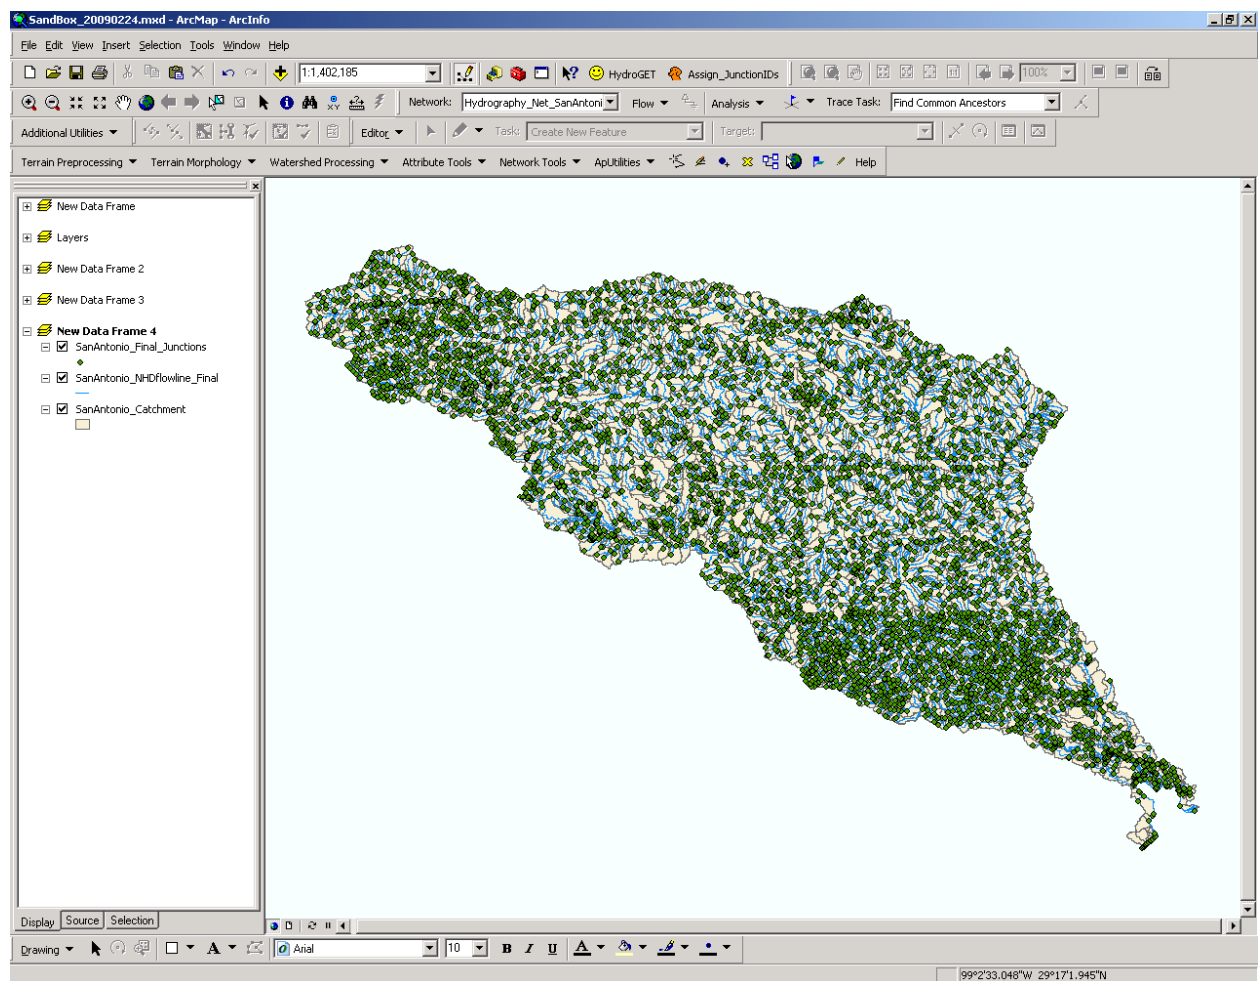 SandBox_20090224.mxd - ArcMap - ArcInfo
File Edit View Insert Selection Tools Window Help
1:1,402,185 HydroGET Assign_JunctionIDs 100%
Network: Hydrography_Net_SanAntoni Flow Analysis Trace Task: Find Common Ancestors
Additional Utilities Editor Task: Create New Feature Target:
Terrain Preprocessing Terrain Morphology Watershed Processing Attribute Tools Network Tools ApUtilities Help
New Data Frame
Layers
New Data Frame 2
New Data Frame 3
New Data Frame 4
SanAntonio_Final_Junctions
SanAntonio_NHDflowline_Final
SanAntonio_Catchment
Display Source Selection
Drawing A Arial 10 B I U A
99°2'33.048"W 29°17'1.945"N